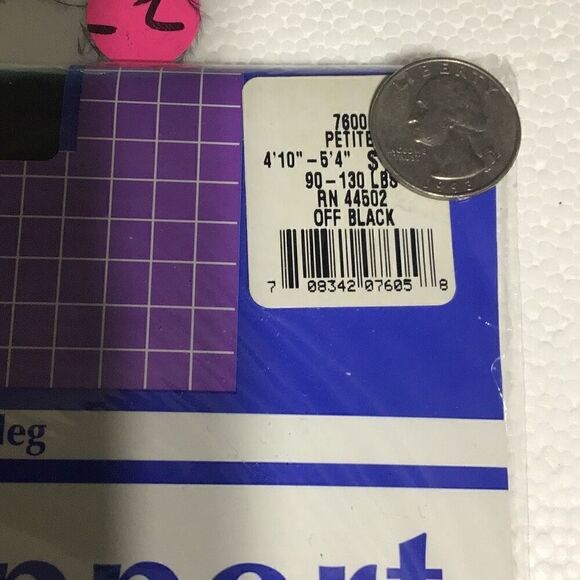 2
LIBERTY
7600
PETITE
4'10"-5'4" $
90-130 LBS
RN 44502
OFF BLACK
7 08342 07605 8
leg